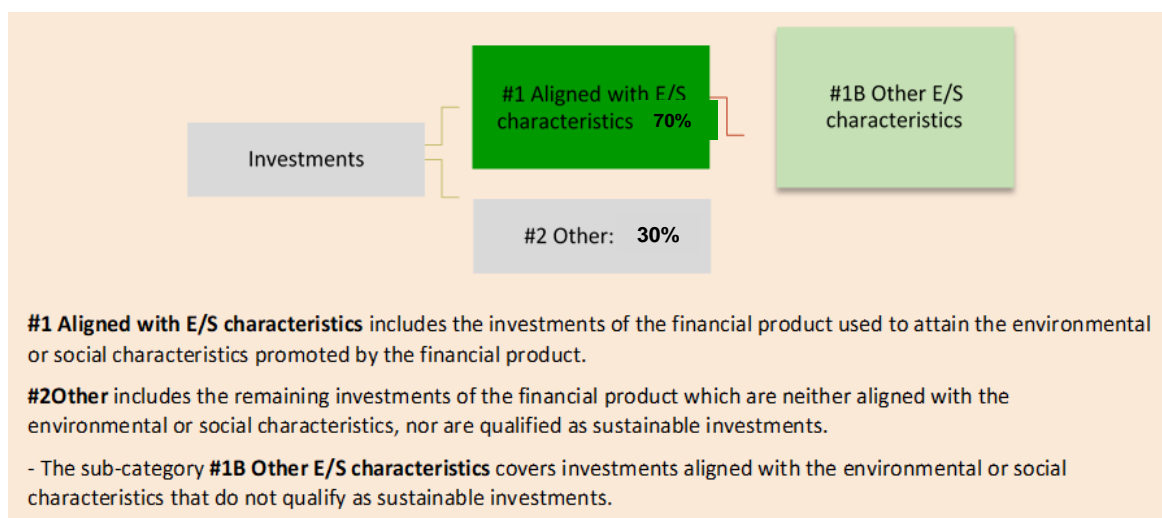 #1 Aligned with E/S
characteristics 70%
#1B Other E/S
characteristics
Investments
#2 Other: 30%
#1 Aligned with E/S characteristics includes the investments of the financial product used to attain the environmental
or social characteristics promoted by the financial product.
#2Other includes the remaining investments of the financial product which are neither aligned with the
environmental or social characteristics, nor are qualified as sustainable investments.
- The sub-category #1B Other E/S characteristics covers investments aligned with the environmental or social
characteristics that do not qualify as sustainable investments.